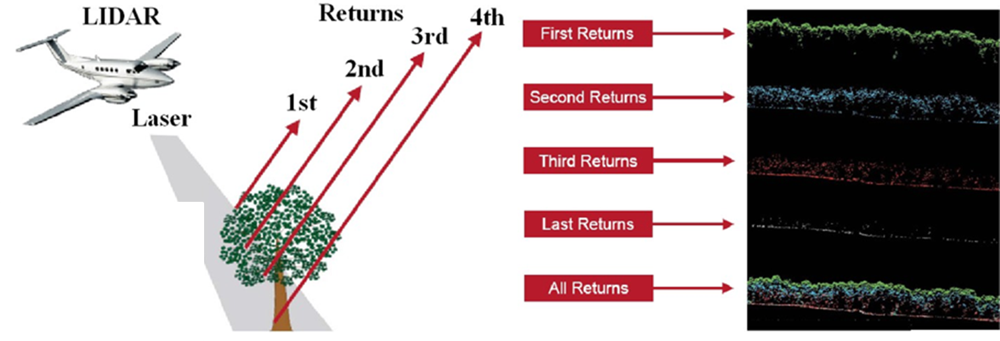 LIDAR
Returns
4th
3rd
2nd
1st
Laser
First Returns
Second Returns
Third Returns
Last Returns
All Returns